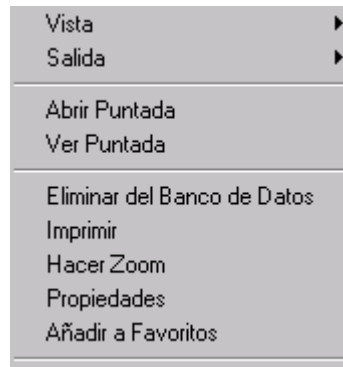 Vista
Salida
Abrir Puntada
Ver Puntada
Eliminar del Banco de Datos
Imprimir
Hacer Zoom
Propiedades
Añadir a Favoritos